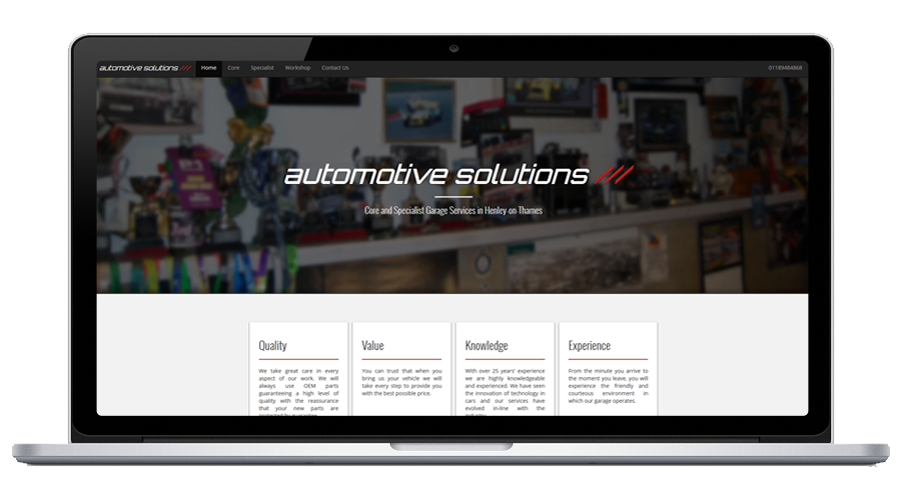 automotive solutions
Home Core Specialist Workshop Contact Us
01189484868
automotive solutions
Core and Specialist Garage Services in Henley-on-Thames
Quality
We take great care in every
aspect of our work. We will
always use OEM parts
guaranteeing a high level of
quality with the reassurance
that your new parts are
Value
You can trust that when you
bring us your vehicle we will
take every step to provide you
with the best possible price.
Knowledge
With over 25 years' experience
we are highly knowledgeable
and experienced. We have seen
the innovation of technology in
cars and our services have
evolved in-line with the
Experience
From the minute you arrive to
the moment you leave, you will
experience the friendly and
courteous environment in
which our garage operates.